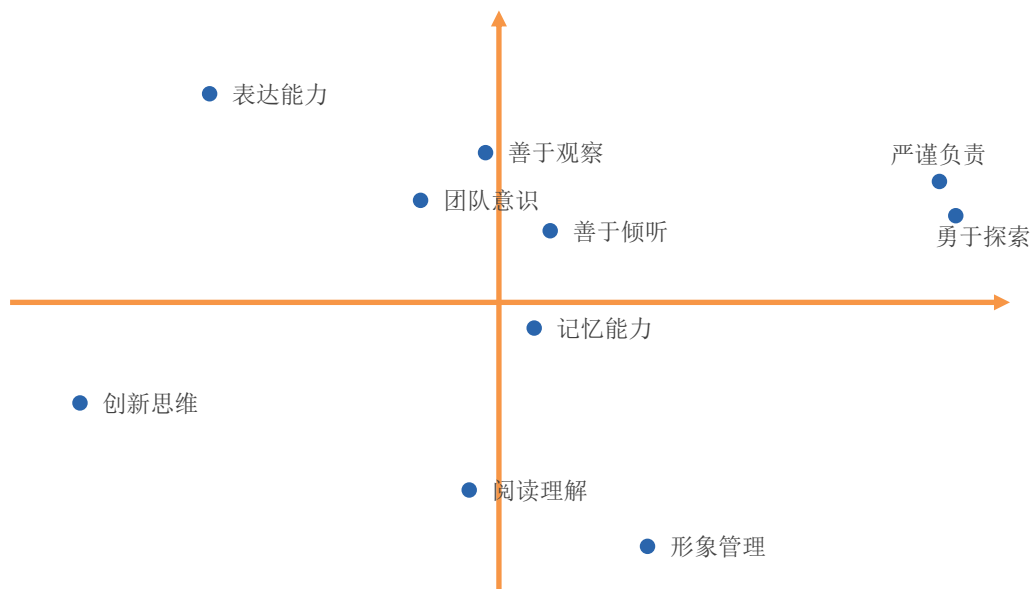 表达能力
善于观察
严谨负责
团队意识
善于倾听
勇于探索
记忆能力
创新思维
阅读理解
形象管理